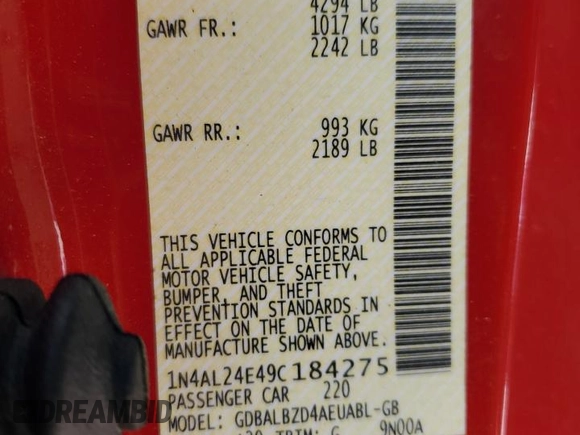 4294 LB
GAWR FR.: 1017 KG
2242 LB
GAWR RR.: 993 KG
2189 LB
THIS VEHICLE CONFORMS TO
ALL APPLICABLE FEDERAL
MOTOR VEHICLE SAFETY,
BUMPER, AND THEFT
PREVENTION STANDARDS IN
EFFECT ON THE DATE OF
MANUFACTURE SHOWN ABOVE.
1N4AL24E49C184275
PASSENGER CAR 220
MODEL: GDBALBZD4AEUABL-GB
TRIM: G 9N00A
DREAMBID